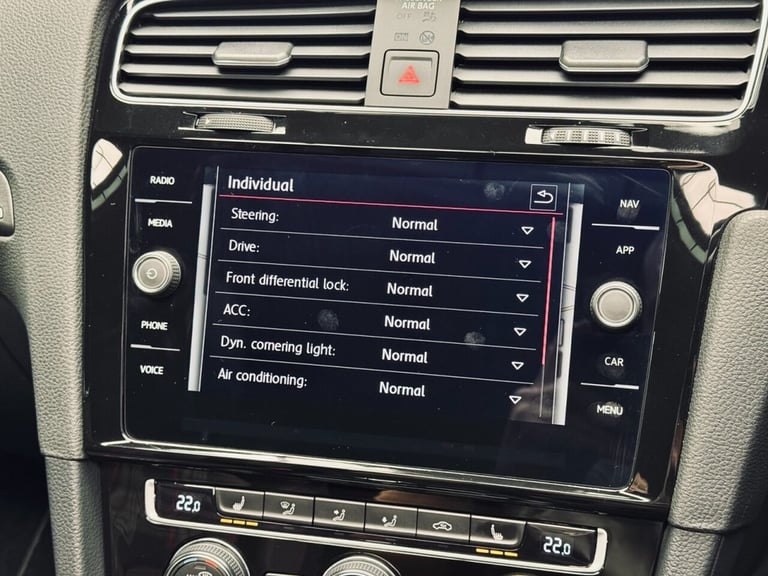 AIR BAG
OFF
ON
RADIO
MEDIA
PHONE
VOICE
Individual
Steering: Normal
Drive: Normal
Front differential lock: Normal
ACC: Normal
Dyn. cornering light: Normal
Air conditioning: Normal
NAV
APP
CAR
MENU
22.0
22.0